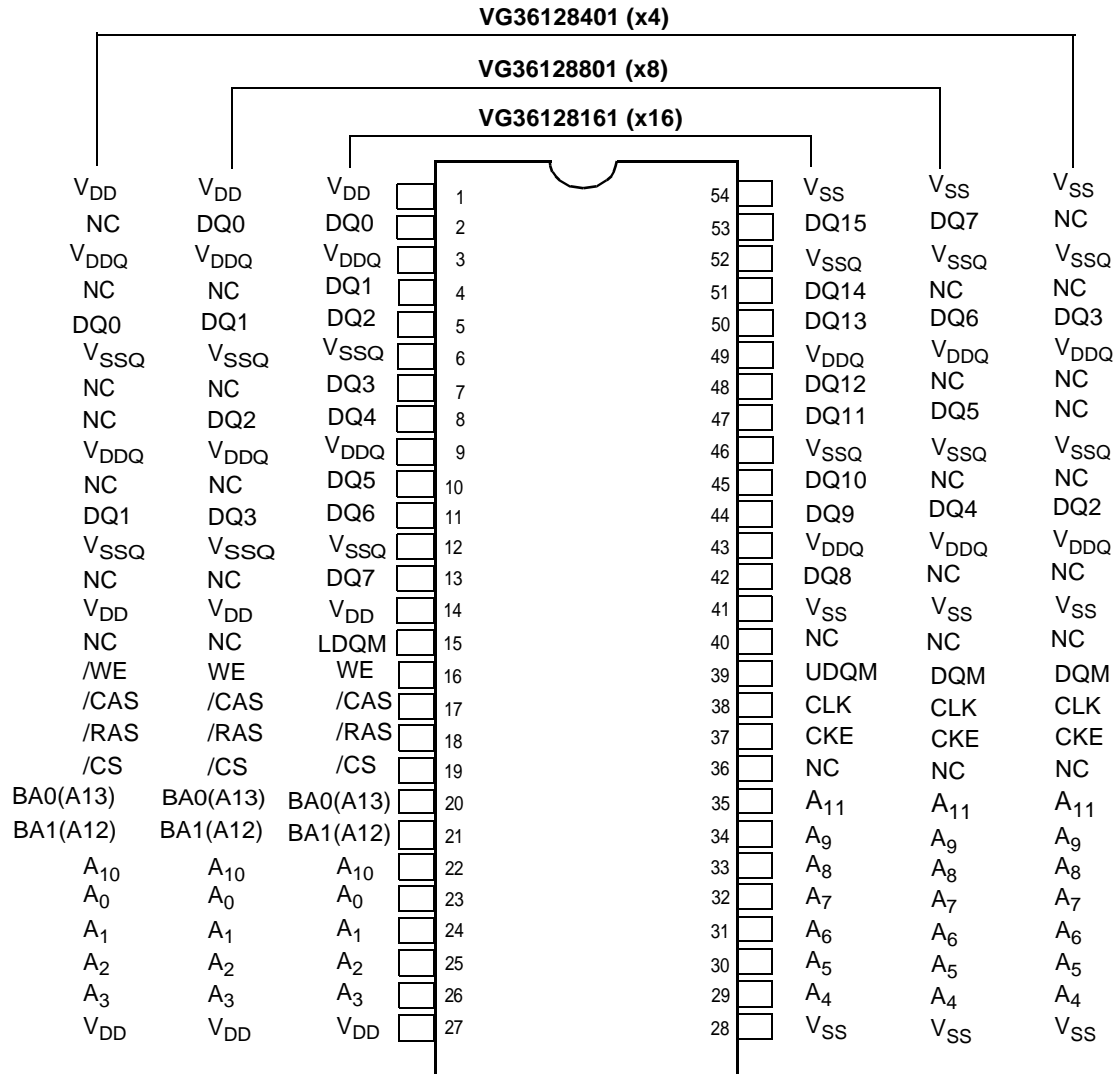 VG36128401 (x4)
VG36128801 (x8)
VG36128161 (x16)
VDD VDD VDD 1 54 VSS VSS VSS
NC DQ0 DQ0 2 53 DQ15 DQ7 NC
VDDQ VDDQ VDDQ 3 52 VSSQ VSSQ VSSQ
NC NC DQ1 4 51 DQ14 NC NC
DQ0 DQ1 DQ2 5 50 DQ13 DQ6 DQ3
VSSQ VSSQ VSSQ 6 49 VDDQ VDDQ VDDQ
NC NC DQ3 7 48 DQ12 NC NC
NC DQ2 DQ4 8 47 DQ11 DQ5 NC
VDDQ VDDQ VDDQ 9 46 VSSQ VSSQ VSSQ
NC NC DQ5 10 45 DQ10 NC NC
DQ1 DQ3 DQ6 11 44 DQ9 DQ4 DQ2
VSSQ VSSQ VSSQ 12 43 VDDQ VDDQ VDDQ
NC NC DQ7 13 42 DQ8 NC NC
VDD VDD VDD 14 41 VSS VSS VSS
NC NC LDQM 15 40 NC NC NC
/WE WE WE 16 39 UDQM DQM DQM
/CAS /CAS /CAS 17 38 CLK CLK CLK
/RAS /RAS /RAS 18 37 CKE CKE CKE
/CS /CS /CS 19 36 NC NC NC
BA0(A13) BA0(A13) BA0(A13) 20 35 A11 A11 A11
BA1(A12) BA1(A12) BA1(A12) 21 34 A9 A9 A9
A10 A10 A10 22 33 A8 A8 A8
A0 A0 A0 23 32 A7 A7 A7
A1 A1 A1 24 31 A6 A6 A6
A2 A2 A2 25 30 A5 A5 A5
A3 A3 A3 26 29 A4 A4 A4
VDD VDD VDD 27 28 VSS VSS VSS